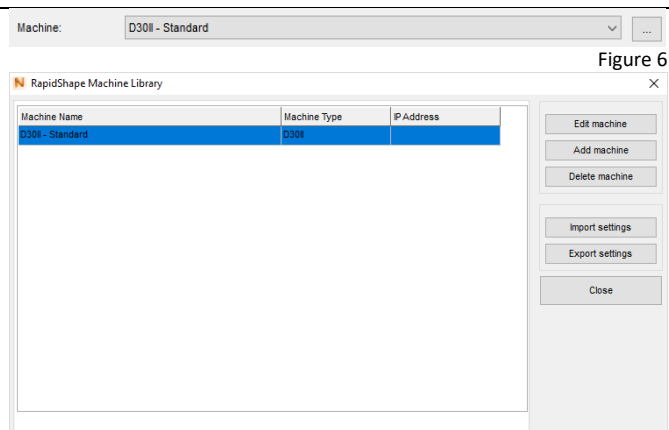 Machine: D30II - Standard ...
Figure 6
N RapidShape Machine Library
Machine Name Machine Type IP Address
D30II - Standard D30II
Edit machine
Add machine
Delete machine
Import settings
Export settings
Close